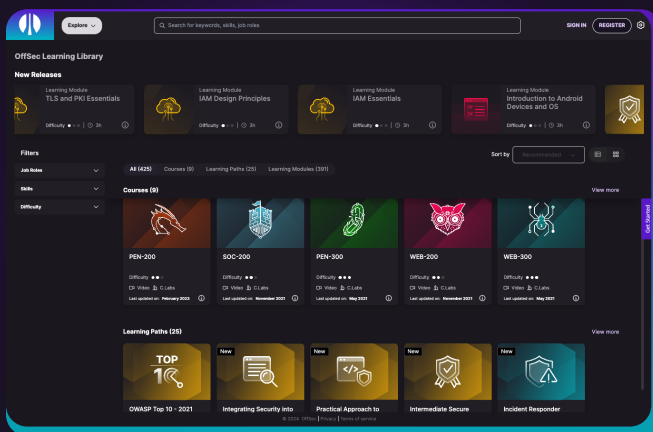 Explore
Search for keywords, skills, job roles
SIGN IN
REGISTER
OffSec Learning Library
New Releases
Learning Module
TLS and PKI Essentials
Difficulty
3h
Learning Module
IAM Design Principles
Difficulty
3h
Learning Module
IAM Essentials
Difficulty
3h
Learning Module
Introduction to Android
Devices and OS
Difficulty
3h
Filters
Sort by
Recommended
Job Roles
Skills
Difficulty
All (425)
Courses (9)
Learning Paths (25)
Learning Modules (391)
Courses (9)
View more
PEN-200
Difficulty
Video
C.Labs
Last updated on: February 2023
SOC-200
Difficulty
Video
C.Labs
Last updated on: November 2021
PEN-300
Difficulty
Video
C.Labs
Last updated on: May 2021
WEB-200
Difficulty
Video
C.Labs
Last updated on: November 2021
WEB-300
Difficulty
Video
C.Labs
Last updated on: May 2021
Get Started
Learning Paths (25)
View more
TOP
10
OWASP Top 10 - 2021
New
Integrating Security into
New
Practical Approach to
New
Intermediate Secure
New
Incident Responder
© 2024 OffSec | Privacy | Terms of service